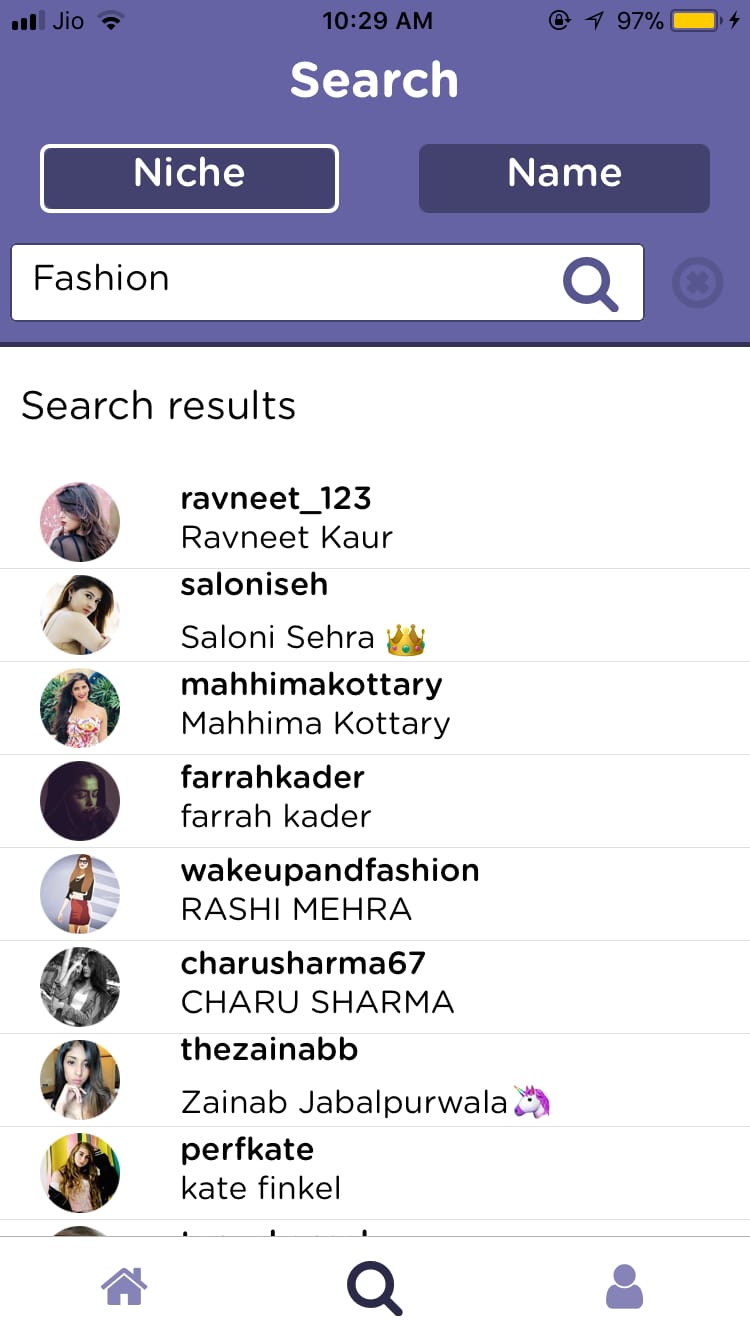 Jio 10:29 AM 97%
Search
Niche Name
Fashion
Search results
ravneet_123
Ravneet Kaur
saloniseh
Saloni Sehra 👑
mahhimakottary
Mahhima Kottary
farrahkader
farrah kader
wakeupandfashion
RASHI MEHRA
charusharma67
CHARU SHARMA
thezainabb
Zainab Jabalpurwala🦄
perfkate
kate finkel